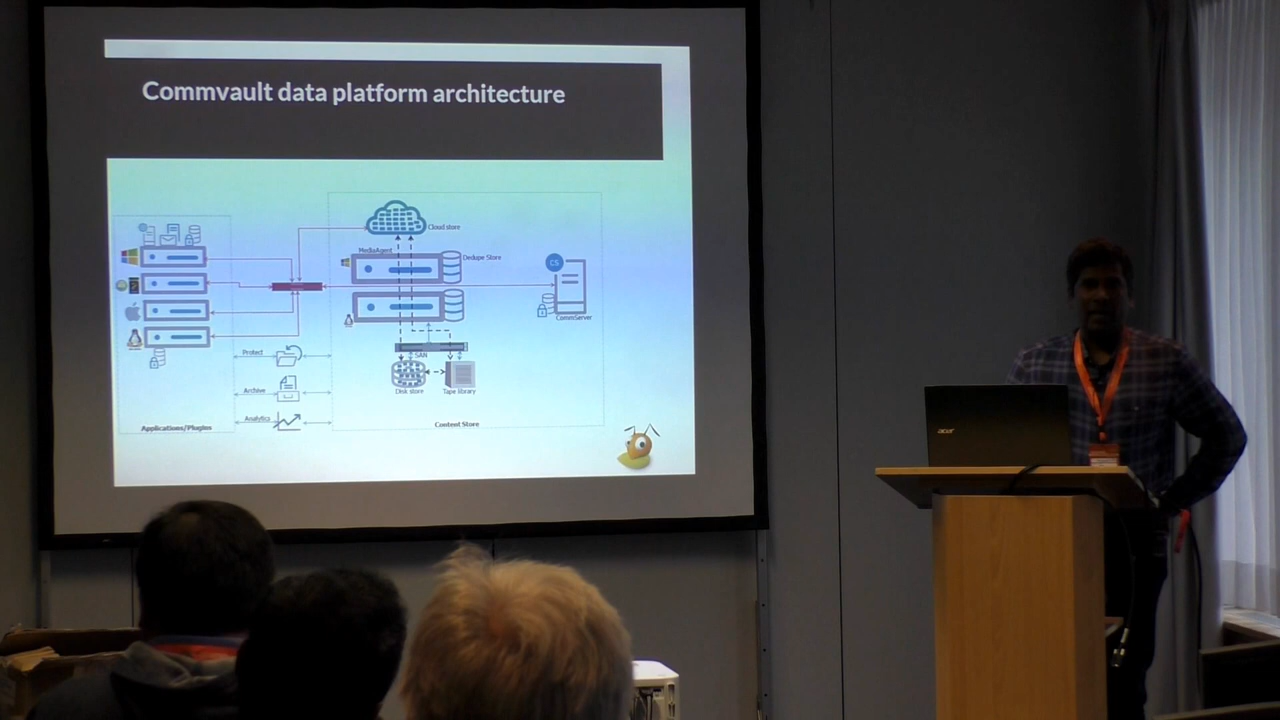 Commvault data platform architecture
Cloud store
MediaAgent
Dedupe Store
CS
CommServer
SAN
Disk store
Tape library
Protect
Archive
Analytics
Applications/Plugins
Content Store
acer